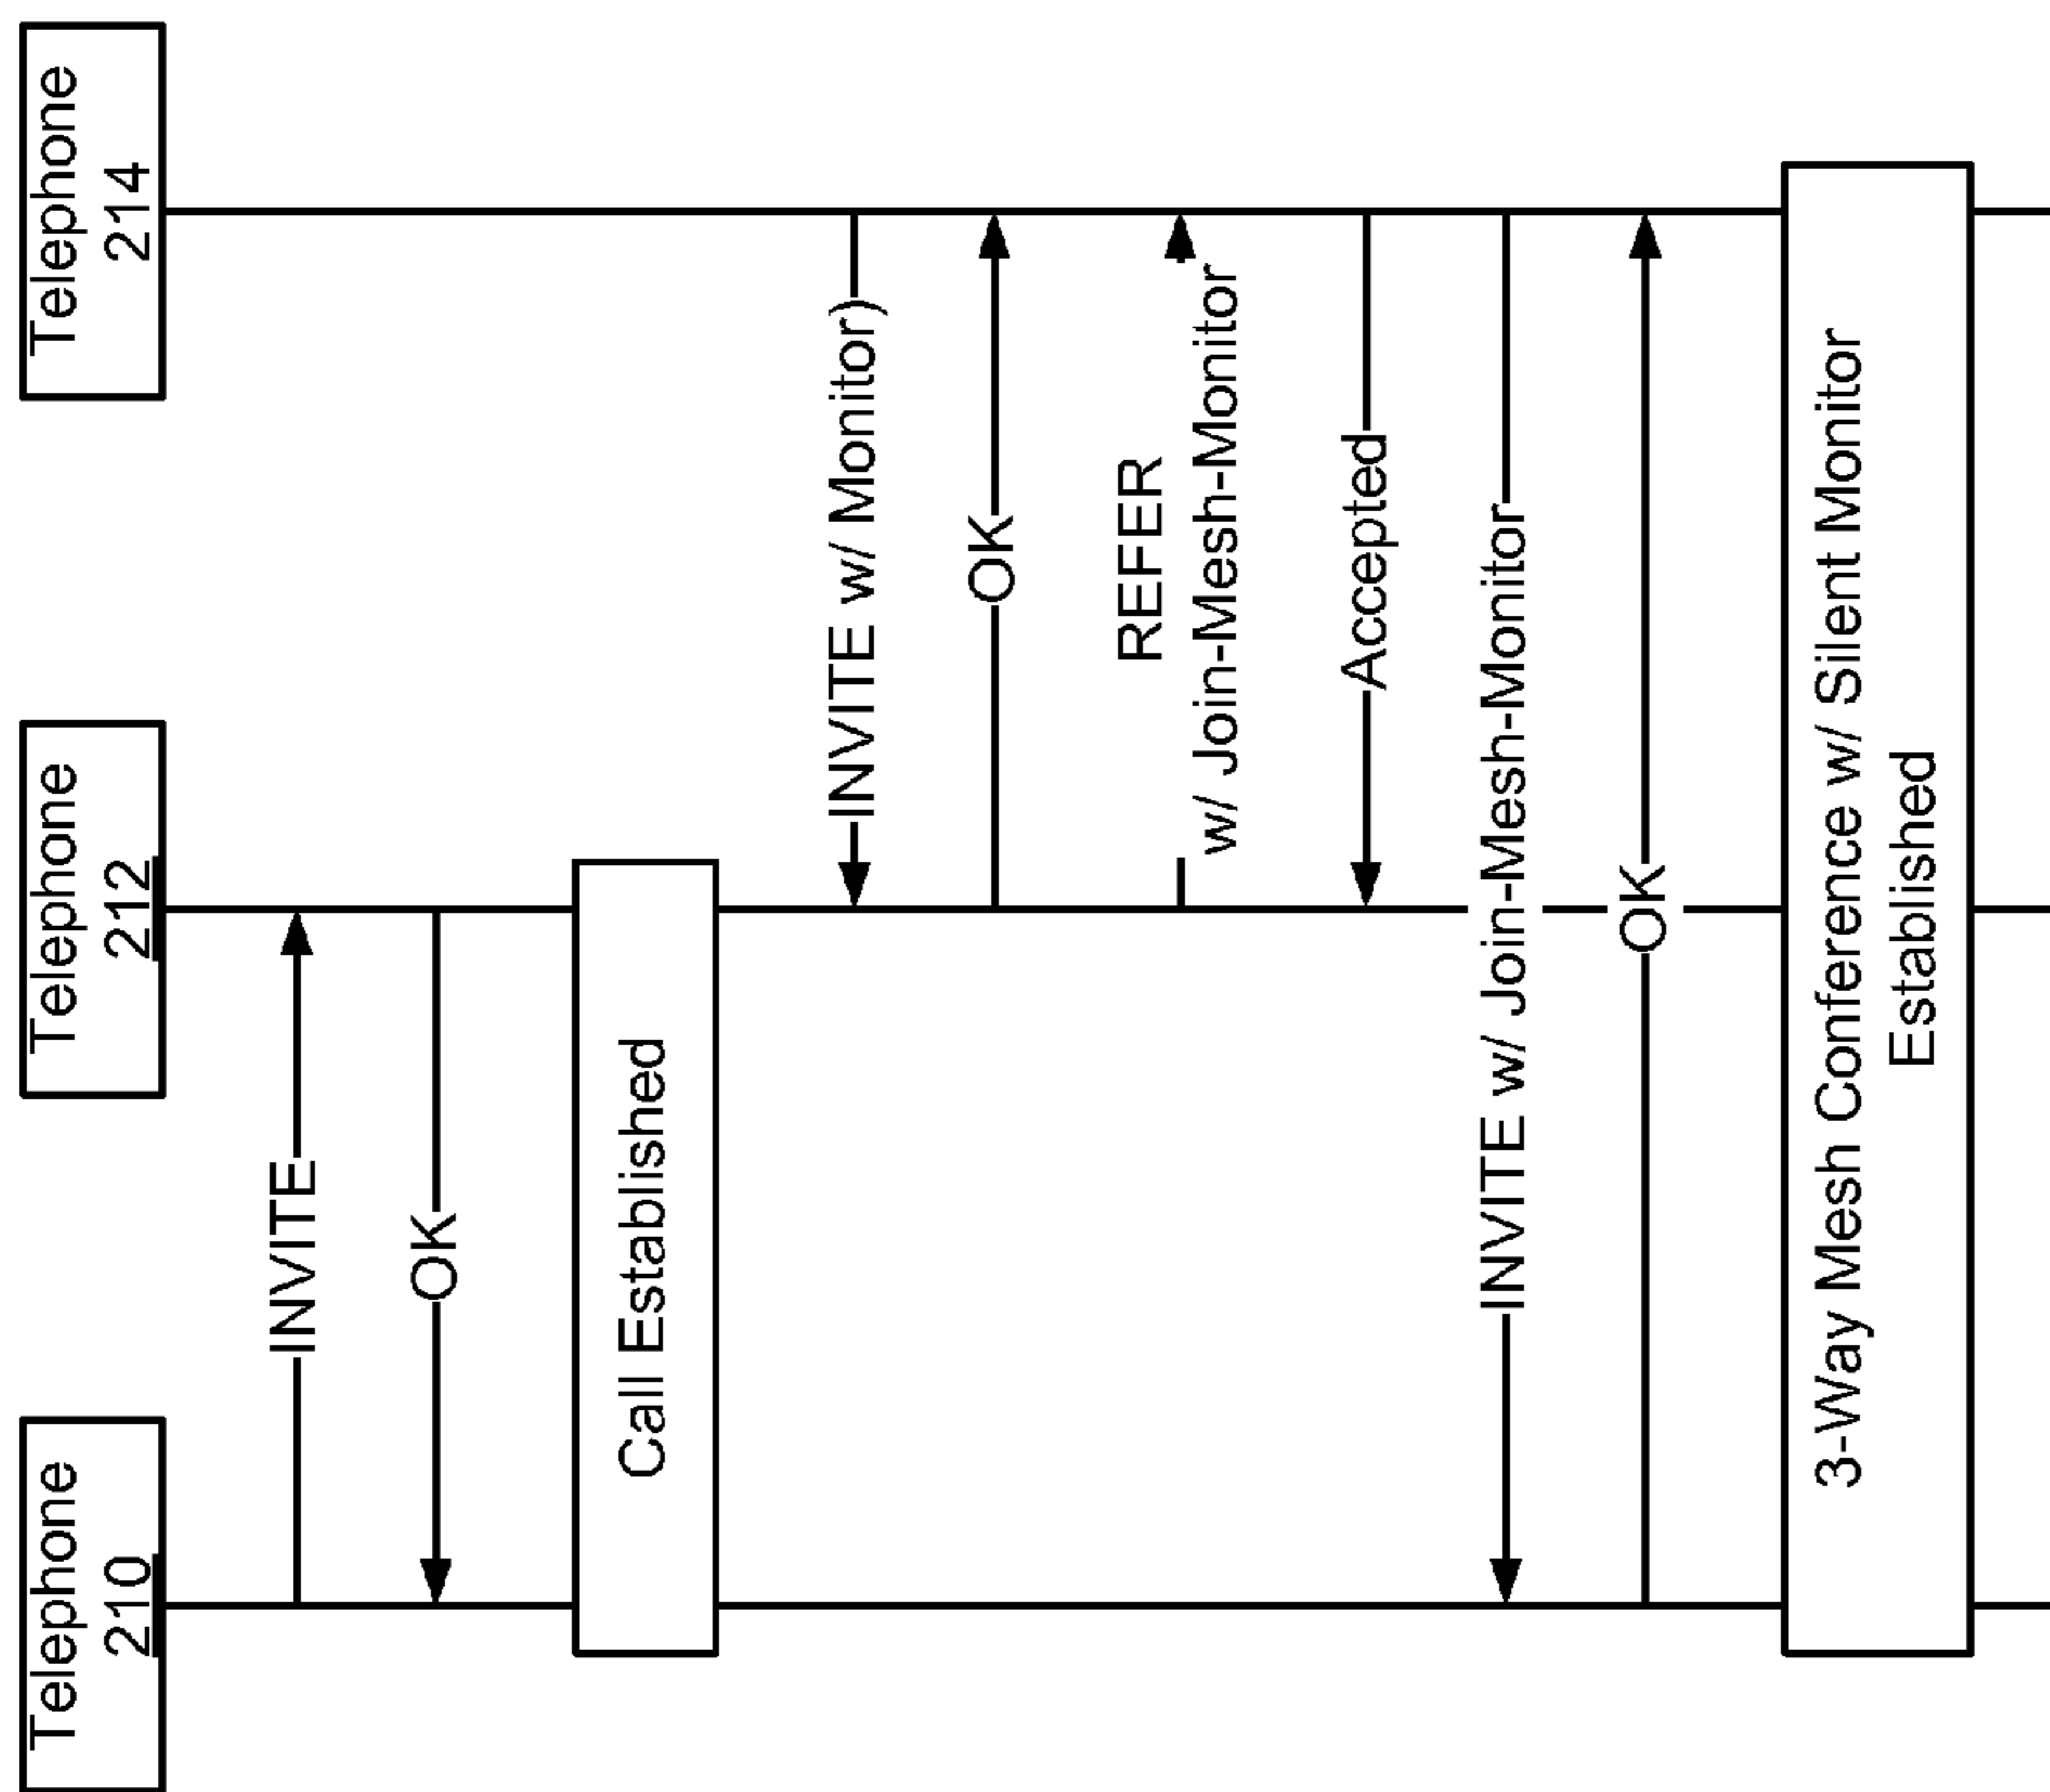 Telephone
210
Telephone
212
Telephone
214
INVITE
OK
Call Established
INVITE w/ Monitor)
OK
REFER
w/ Join-Mesh-Monitor
Accepted
INVITE w/ Join-Mesh-Monitor
OK
3-Way Mesh Conference w/ Silent Monitor
Established